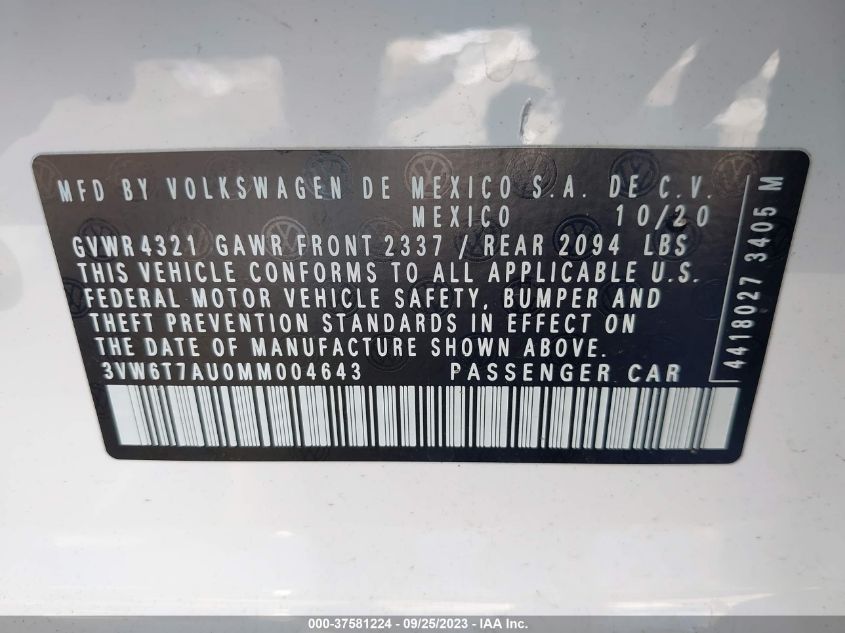 MFD BY VOLKSWAGEN DE MEXICO S.A. DE C.V.
MEXICO 10/20
GVWR 4321 GAWR FRONT 2337 / REAR 2094 LBS
THIS VEHICLE CONFORMS TO ALL APPLICABLE U.S.
FEDERAL MOTOR VEHICLE SAFETY, BUMPER AND
THEFT PREVENTION STANDARDS IN EFFECT ON
THE DATE OF MANUFACTURE SHOWN ABOVE.
3VW6T7AU0MM004643 PASSENGER CAR
4418027 3405 M
000-37581224 - 09/25/2023 - © IAA Inc.